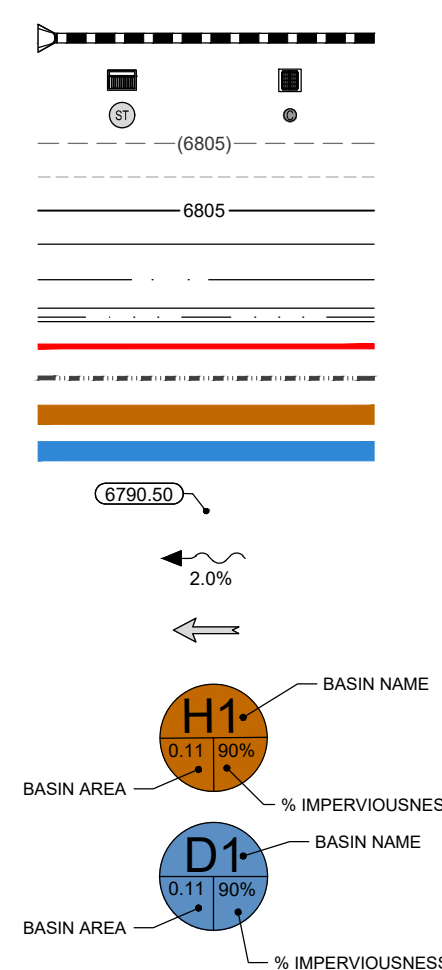 ST C
(6805)
6805
6790.50
2.0%
BASIN NAME
H1
0.11 90%
BASIN AREA
% IMPERVIOUSNES
BASIN NAME
D1
0.11 90%
BASIN AREA
% IMPERVIOUSNESS